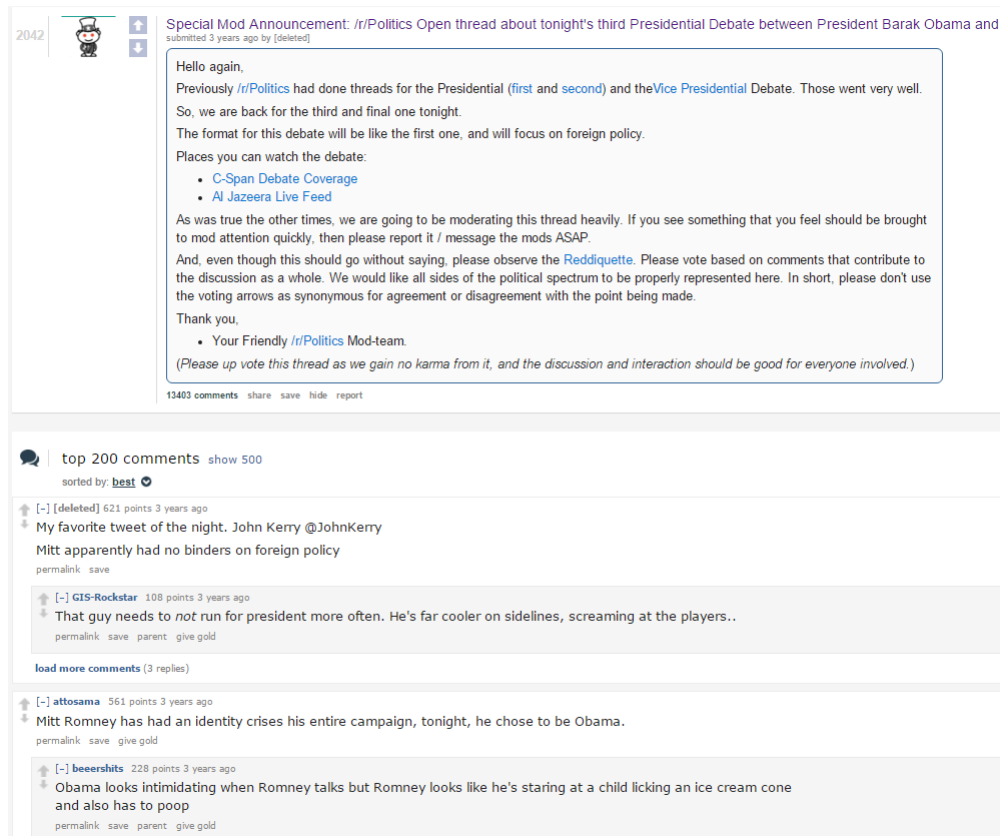 Special Mod Announcement: /r/Politics Open thread about tonight's third Presidential Debate between President Barak Obama and
2042
submitted 3 years ago by [deleted]
Hello again,
Previously /r/Politics had done threads for the Presidential (first and second) and theVice Presidential Debate. Those went very well.
So, we are back for the third and final one tonight.
The format for this debate will be like the first one, and will focus on foreign policy.
Places you can watch the debate:
• C-Span Debate Coverage
• Al Jazeera Live Feed
As was true the other times, we are going to be moderating this thread heavily. If you see something that you feel should be brought
to mod attention quickly, then please report it / message the mods ASAP.
And, even though this should go without saying, please observe the Reddiquette. Please vote based on comments that contribute to
the discussion as a whole. We would like all sides of the political spectrum to be properly represented here. In short, please don't use
the voting arrows as synonymous for agreement or disagreement with the point being made.
Thank you,
• Your Friendly /r/Politics Mod-team.
(Please up vote this thread as we gain no karma from it, and the discussion and interaction should be good for everyone involved.)
13403 comments share save hide report
top 200 comments show 500
sorted by: best
[–] [deleted] 621 points 3 years ago
My favorite tweet of the night. John Kerry @JohnKerry
Mitt apparently had no binders on foreign policy
permalink save
[–] GIS-Rockstar 108 points 3 years ago
That guy needs to not run for president more often. He's far cooler on sidelines, screaming at the players..
permalink save parent give gold
load more comments (3 replies)
[–] attosama 561 points 3 years ago
Mitt Romney has had an identity crises his entire campaign, tonight, he chose to be Obama.
permalink save give gold
[–] beeershits 228 points 3 years ago
Obama looks intimidating when Romney talks but Romney looks like he's staring at a child licking an ice cream cone
and also has to poop
permalink save parent give gold